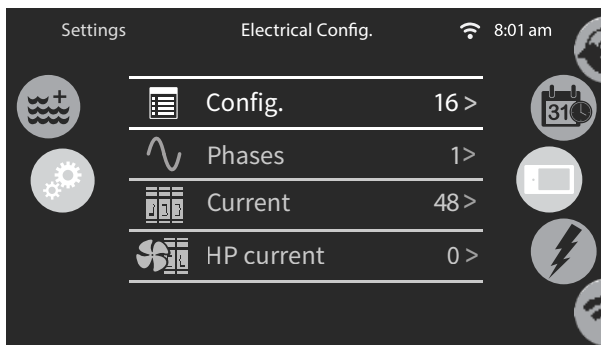 Settings Electrical Config. 8:01 am
Config. 16 >
31
Phases 1>
Current 48 >
HP current 0 >